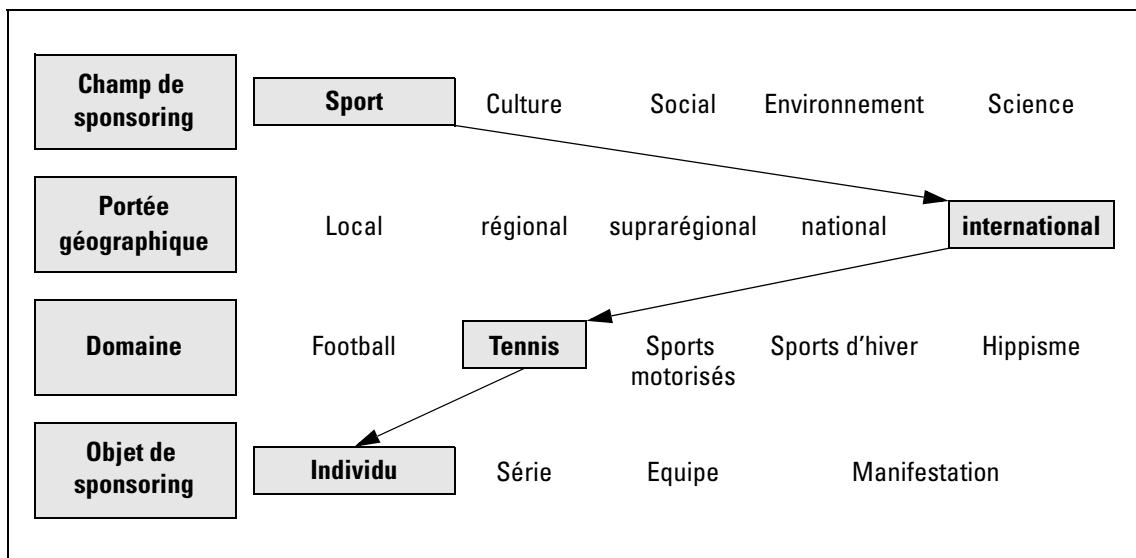 Champ de sponsoring
Sport Culture Social Environnement Science
Portée géographique
Local régional suprarégional national international
Domaine
Football Tennis Sports motorisés Sports d'hiver Hippisme
Objet de sponsoring
Individu Série Equipe Manifestation